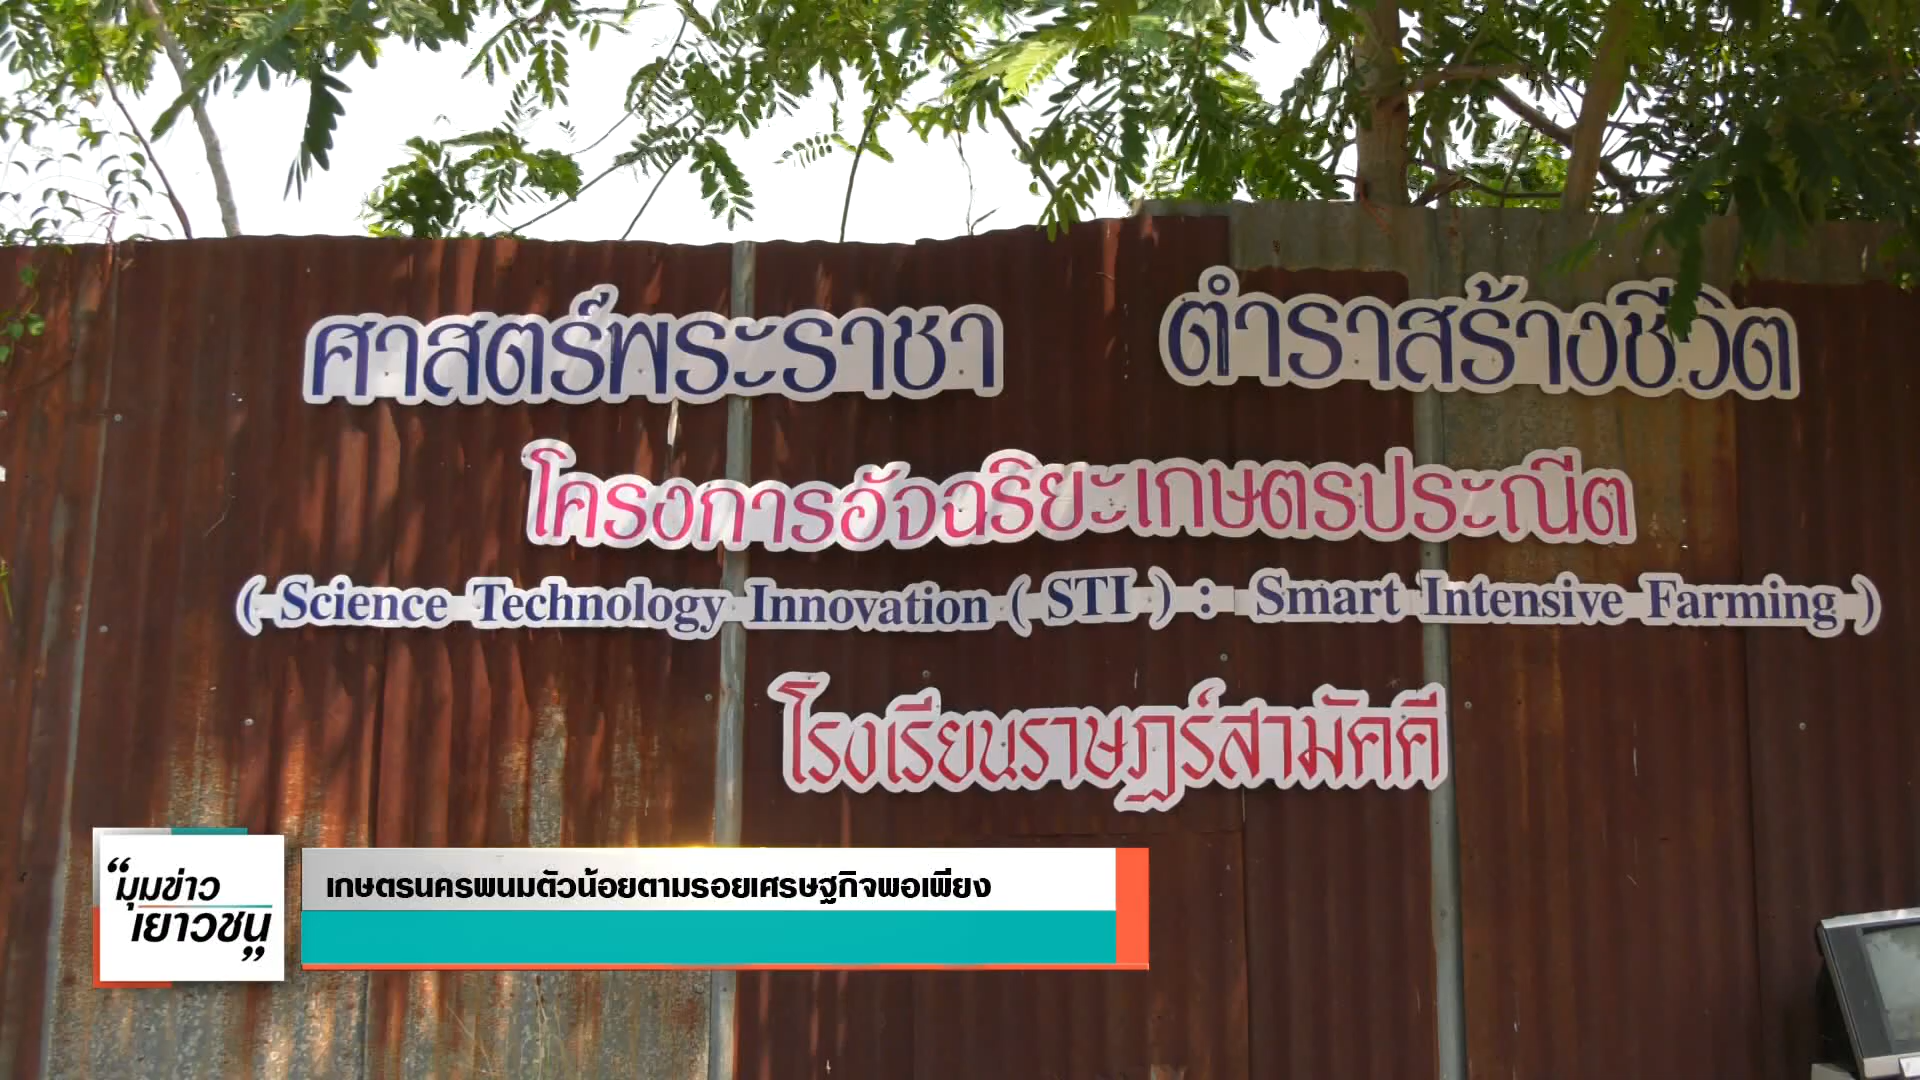 ศาสตร์พระราชา ตำราสร้างชีวิต
โครงการอัจฉริยะเกษตรประณีต
( Science Technology Innovation ( STI ) : Smart Intensive Farming )
โรงเรียนราษฎร์สามัคคี
“มุมข่าว
เยาวชน”
เกษตรนครพนมตัวน้อยตามรอยเศรษฐกิจพอเพียง